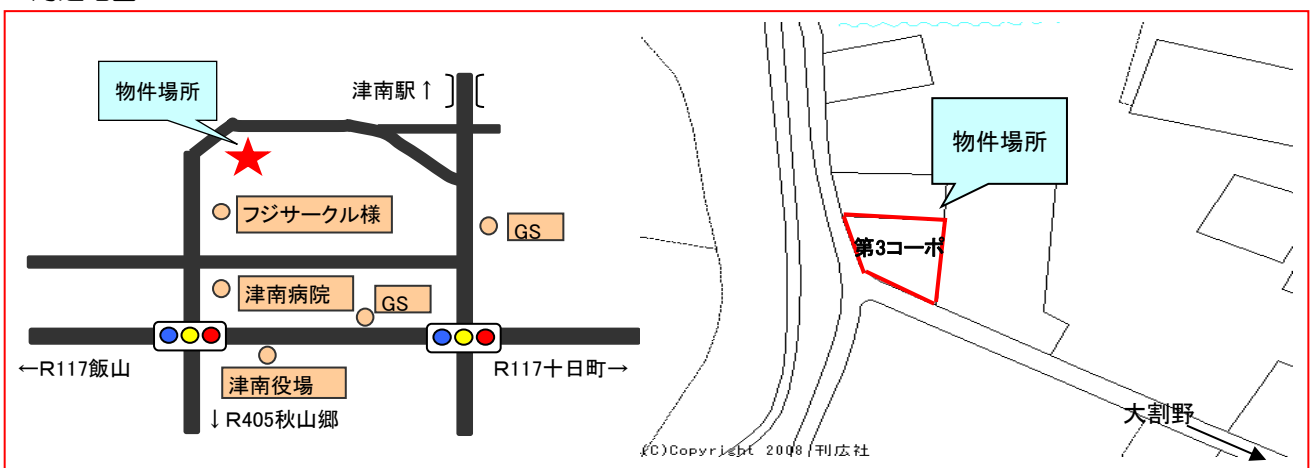 物件場所
津南駅↑
フジサークル様
GS
津南病院
GS
←R117飯山
R117十日町→
津南役場
↓R405秋山郷
物件場所
第3コーポ
大割野
(C)Copyright 2008 刊広社